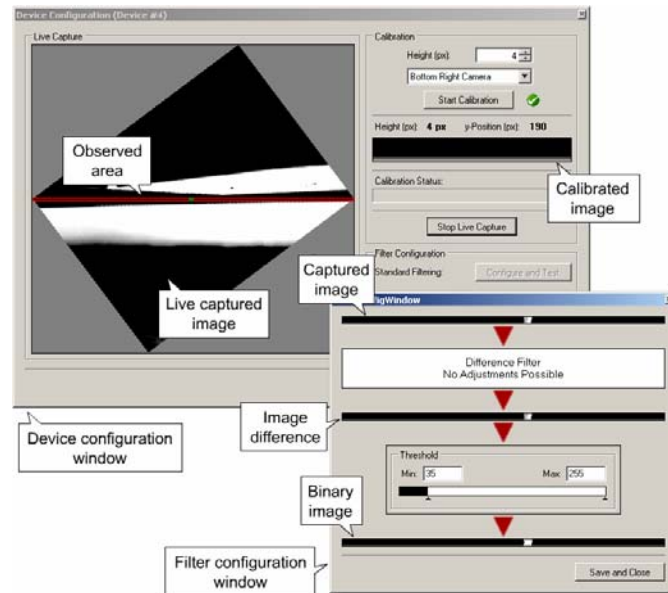 Device Configuration (Device #4)
Live Capture
Calibration
Height (px):
4
Bottom Right Camera
Start Calibration
Height (px): 4 px y-Position (px): 190
Observed
area
Calibrated
image
Calibration Status:
Stop Live Capture
Filter Configuration
Standard Filtering:
Configure and Test
Captured
image
Live captured
image
igWindow
Difference Filter
No Adjustments Possible
Image
difference
Device configuration
window
Threshold
Min: 35
Max: 255
Binary
image
Filter configuration
window
Save and Close